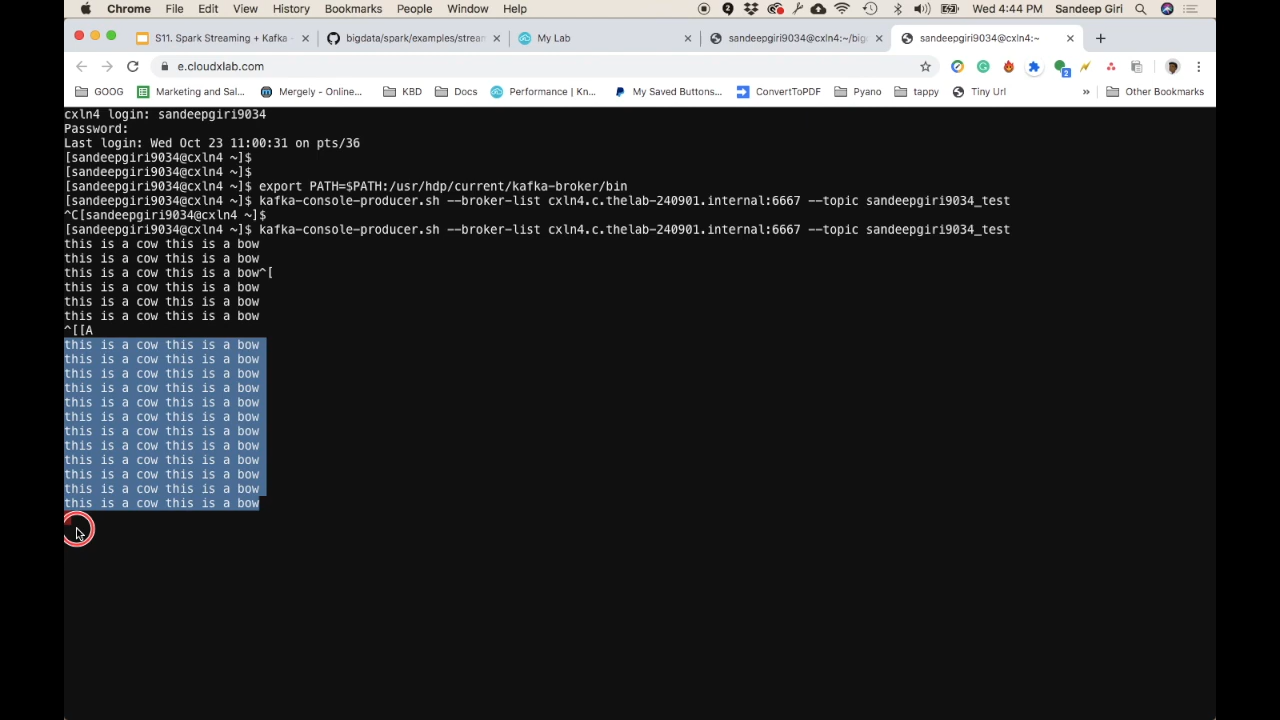 Chrome File Edit View History Bookmarks People Window Help 2 Wed 4:44 PM Sandeep Giri
S11. Spark Streaming + Kafka bigdata/spark/examples/stream My Lab sandeepgiri9034@cxln4:~/big sandeepgiri9034@cxln4:~
e.cloudxlab.com 2
GOOG Marketing and Sal... Mergely - Online... KBD Docs Performance | Kn... My Saved Buttons... ConvertToPDF Pyano tappy Tiny Url » Other Bookmarks
cxln4 login: sandeepgiri9034
Password:
Last login: Wed Oct 23 11:00:31 on pts/36
[sandeepgiri9034@cxln4 ~]$
[sandeepgiri9034@cxln4 ~]$
[sandeepgiri9034@cxln4 ~]$ export PATH=$PATH:/usr/hdp/current/kafka-broker/bin
[sandeepgiri9034@cxln4 ~]$ kafka-console-producer.sh --broker-list cxln4.c.thelab-240901.internal:6667 --topic sandeepgiri9034_test
^C[sandeepgiri9034@cxln4 ~]$
[sandeepgiri9034@cxln4 ~]$ kafka-console-producer.sh --broker-list cxln4.c.thelab-240901.internal:6667 --topic sandeepgiri9034_test
this is a cow this is a bow
this is a cow this is a bow
this is a cow this is a bow^[
this is a cow this is a bow
this is a cow this is a bow
this is a cow this is a bow
^[[A
this is a cow this is a bow
this is a cow this is a bow
this is a cow this is a bow
this is a cow this is a bow
this is a cow this is a bow
this is a cow this is a bow
this is a cow this is a bow
this is a cow this is a bow
this is a cow this is a bow
this is a cow this is a bow
this is a cow this is a bow
this is a cow this is a bow